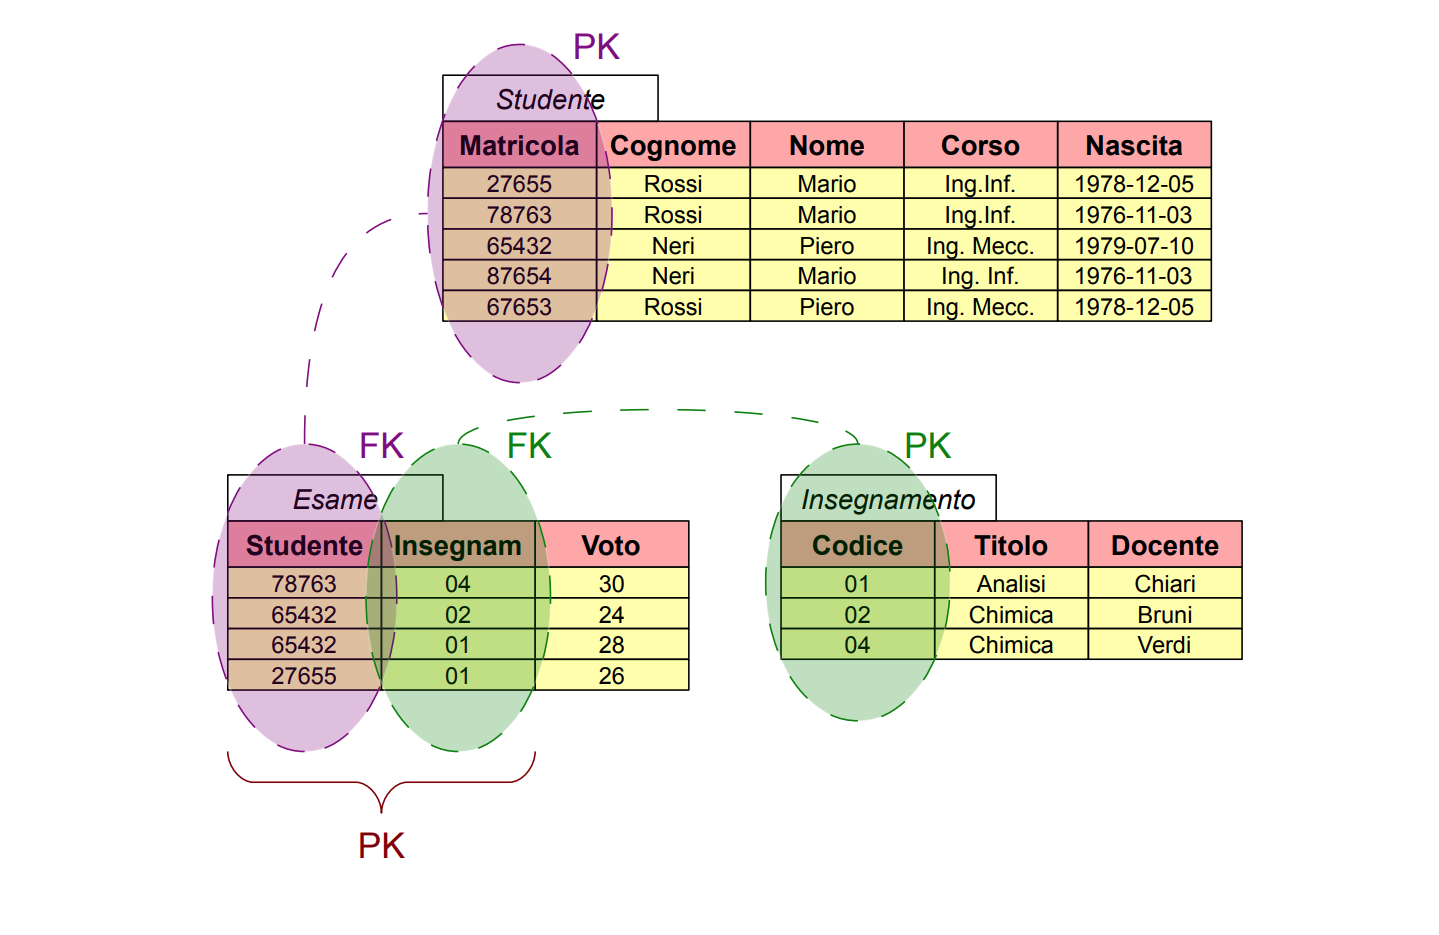 PK
Studente
Matricola Cognome Nome Corso Nascita
27655 Rossi Mario Ing.Inf. 1978-12-05
78763 Rossi Mario Ing.Inf. 1976-11-03
65432 Neri Piero Ing. Mecc. 1979-07-10
87654 Neri Mario Ing. Inf. 1976-11-03
67653 Rossi Piero Ing. Mecc. 1978-12-05
FK FK PK
Esame Insegnamento
Studente Insegnam Voto Codice Titolo Docente
78763 04 30 01 Analisi Chiari
65432 02 24 02 Chimica Bruni
65432 01 28 04 Chimica Verdi
27655 01 26
PK